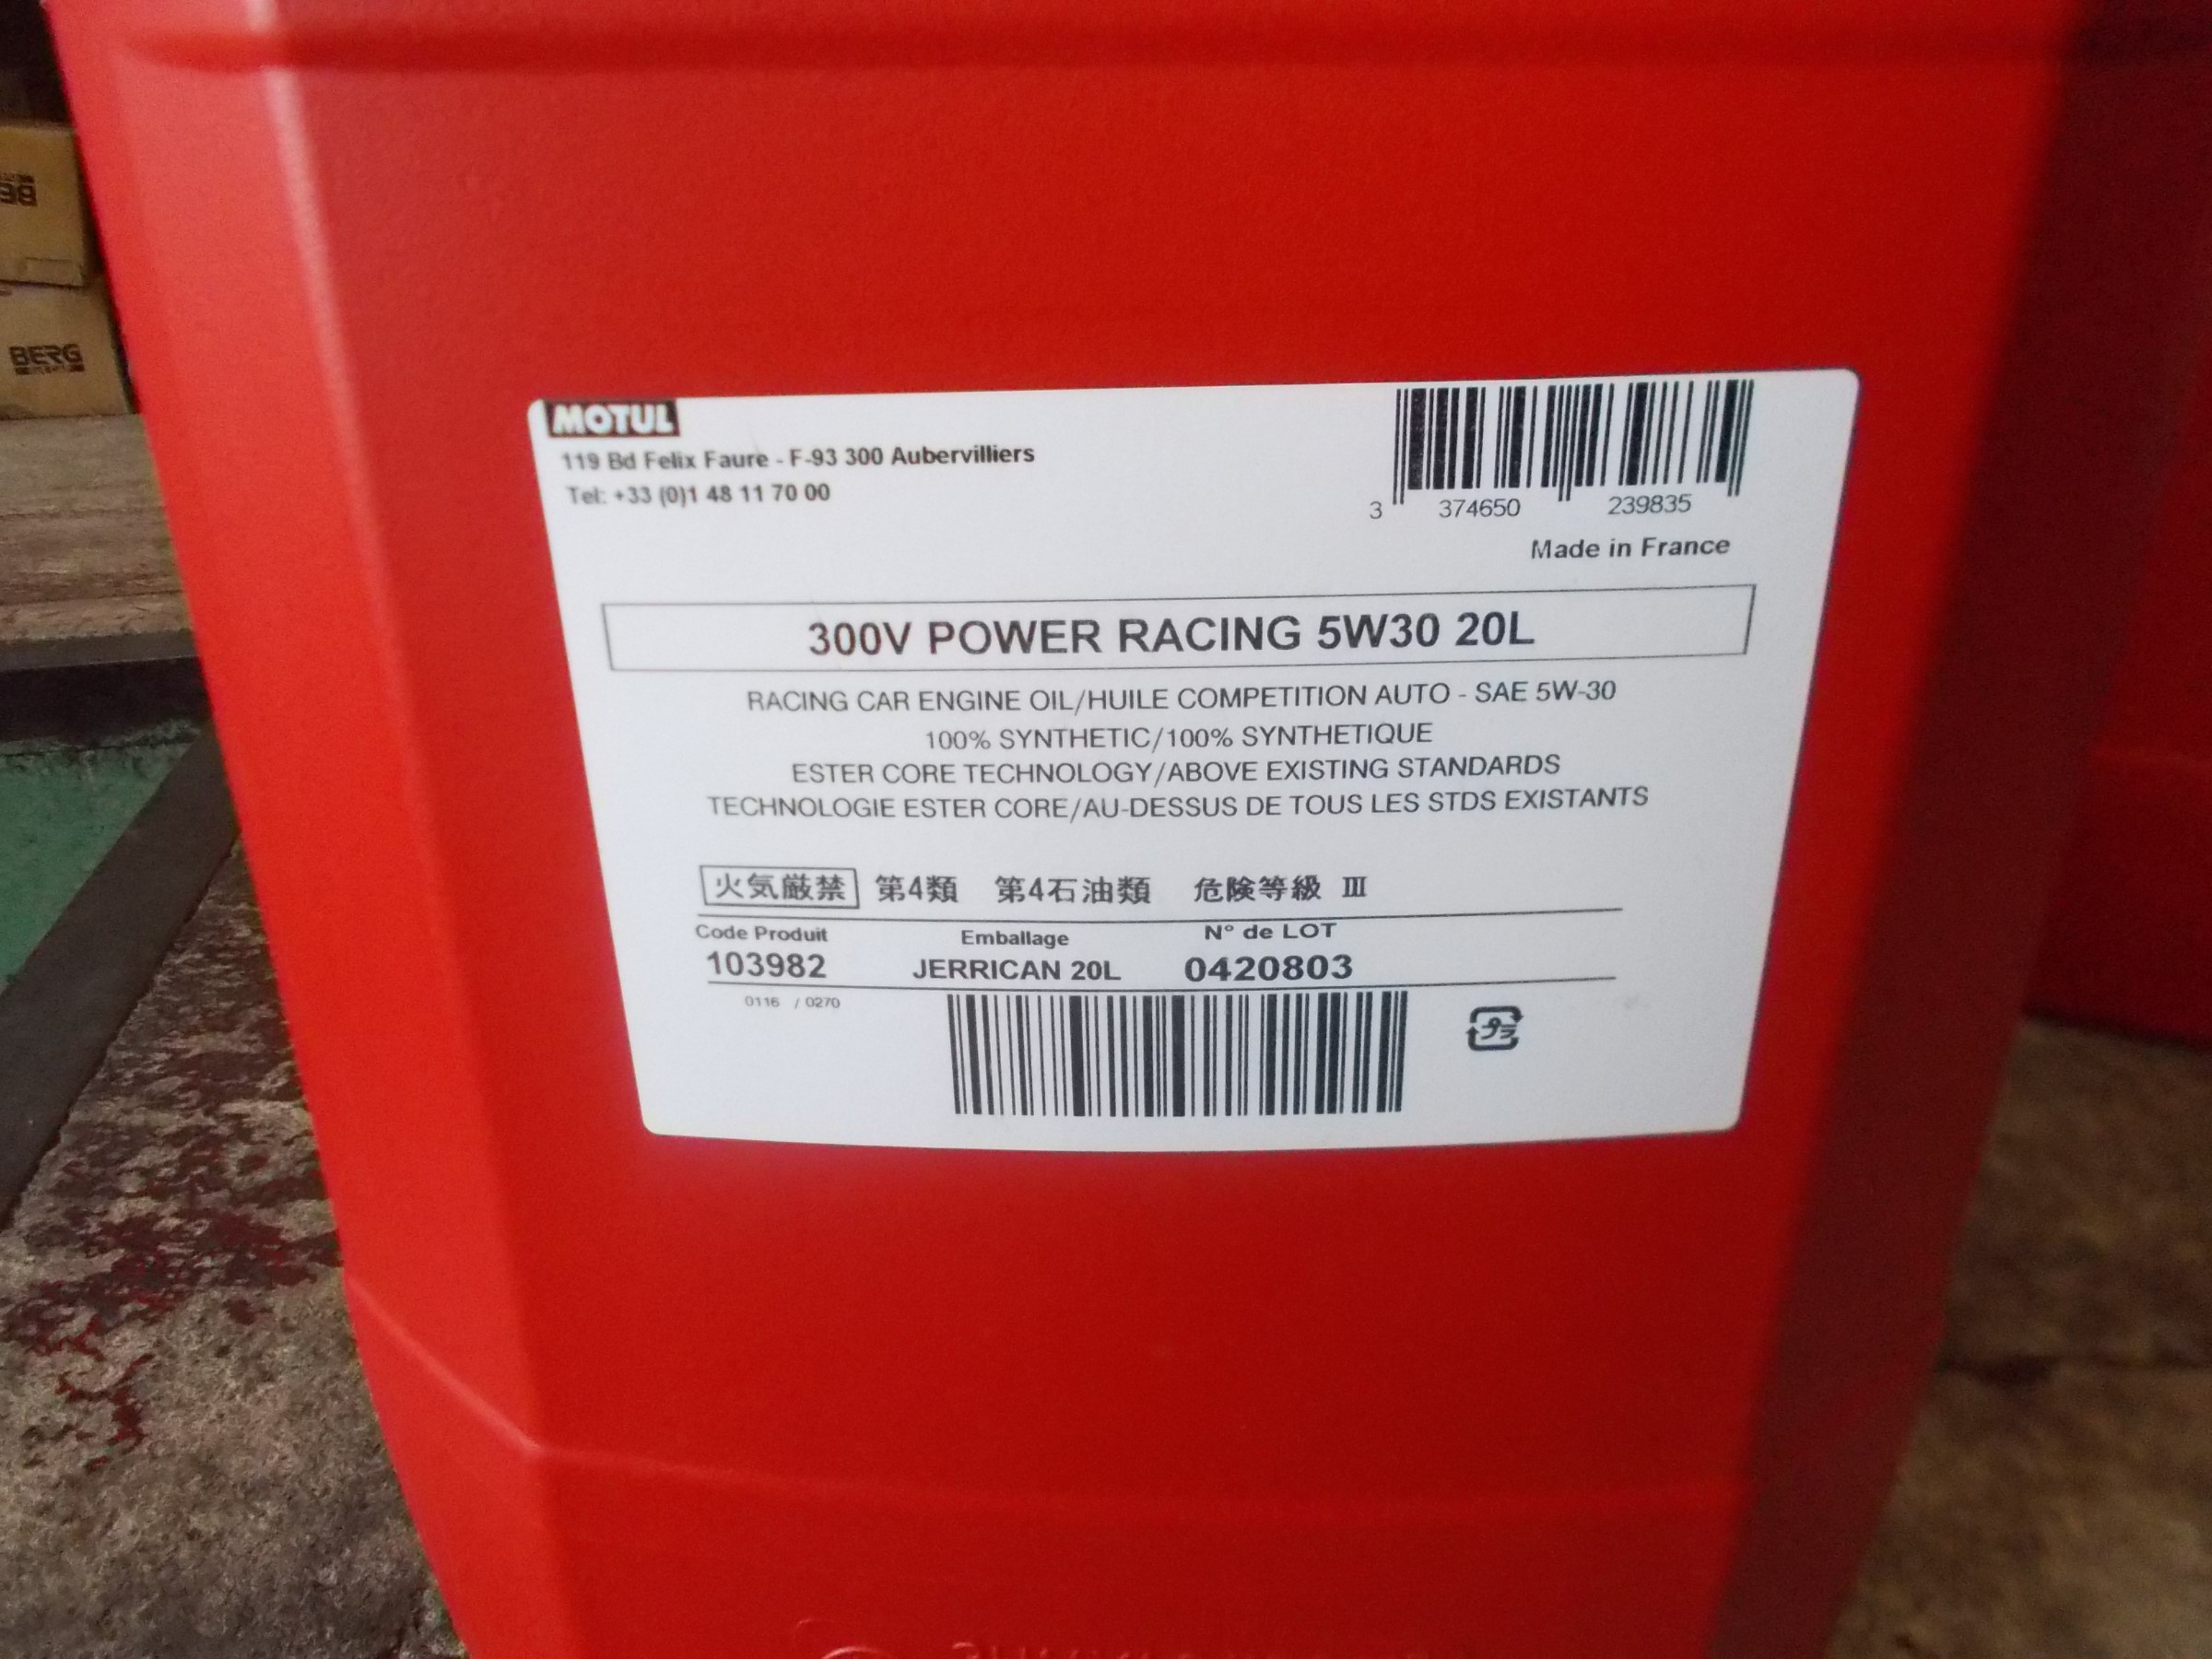 BERG
MOTUL
119 Bd Felix Faure - F-93 300 Aubervilliers
Tel: +33 (0)1 48 11 70 00
3 374650 239835
Made in France
300V POWER RACING 5W30 20L
RACING CAR ENGINE OIL/HUILE COMPETITION AUTO - SAE 5W-30
100% SYNTHETIC/100% SYNTHETIQUE
ESTER CORE TECHNOLOGY/ABOVE EXISTING STANDARDS
TECHNOLOGIE ESTER CORE/AU-DESSUS DE TOUS LES STDS EXISTANTS
火気厳禁 第4類 第4石油類 危険等級 Ⅲ
Code Produit Emballage N° de LOT
103982 JERRICAN 20L 0420803
0116 / 0270
プラ